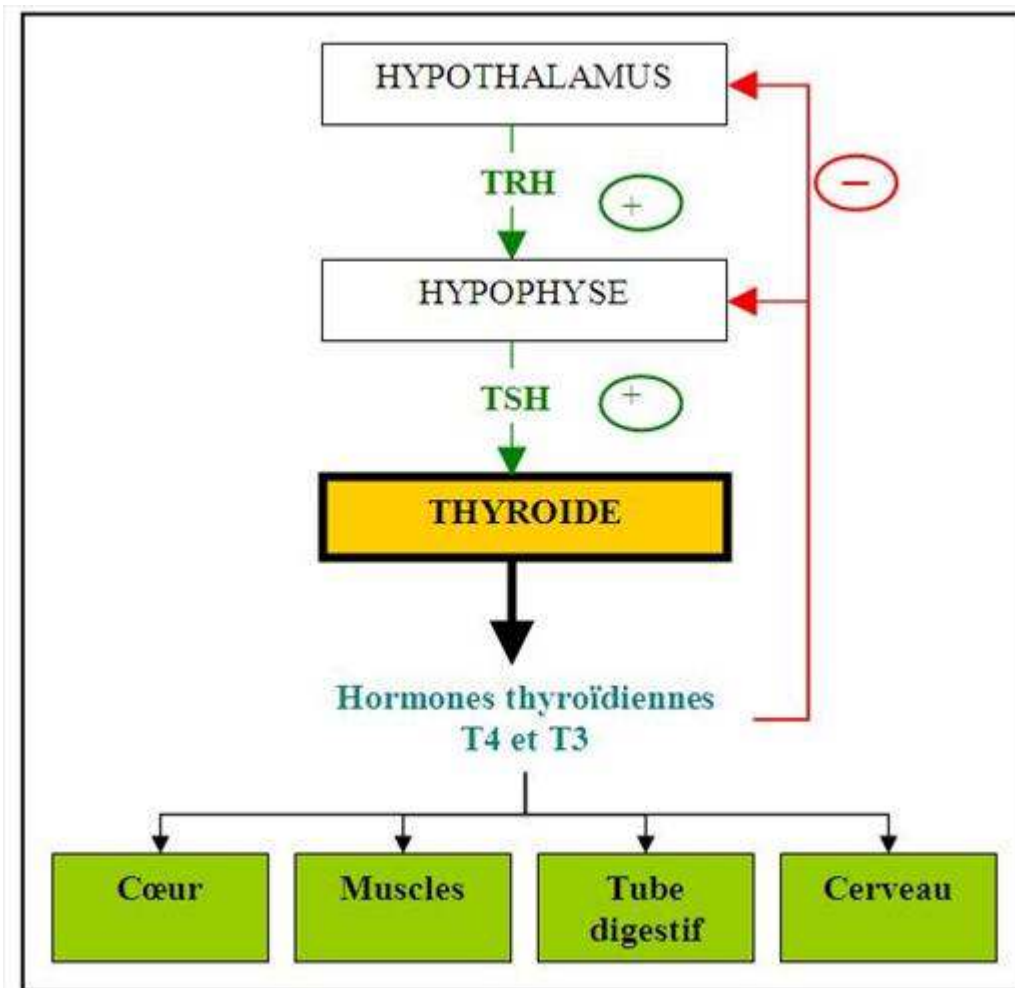 HYPOTHALAMUS
TRH
+
−
HYPOPHYSE
TSH
+
THYROIDE
Hormones thyroïdiennes
T4 et T3
Cœur
Muscles
Tube
digestif
Cerveau